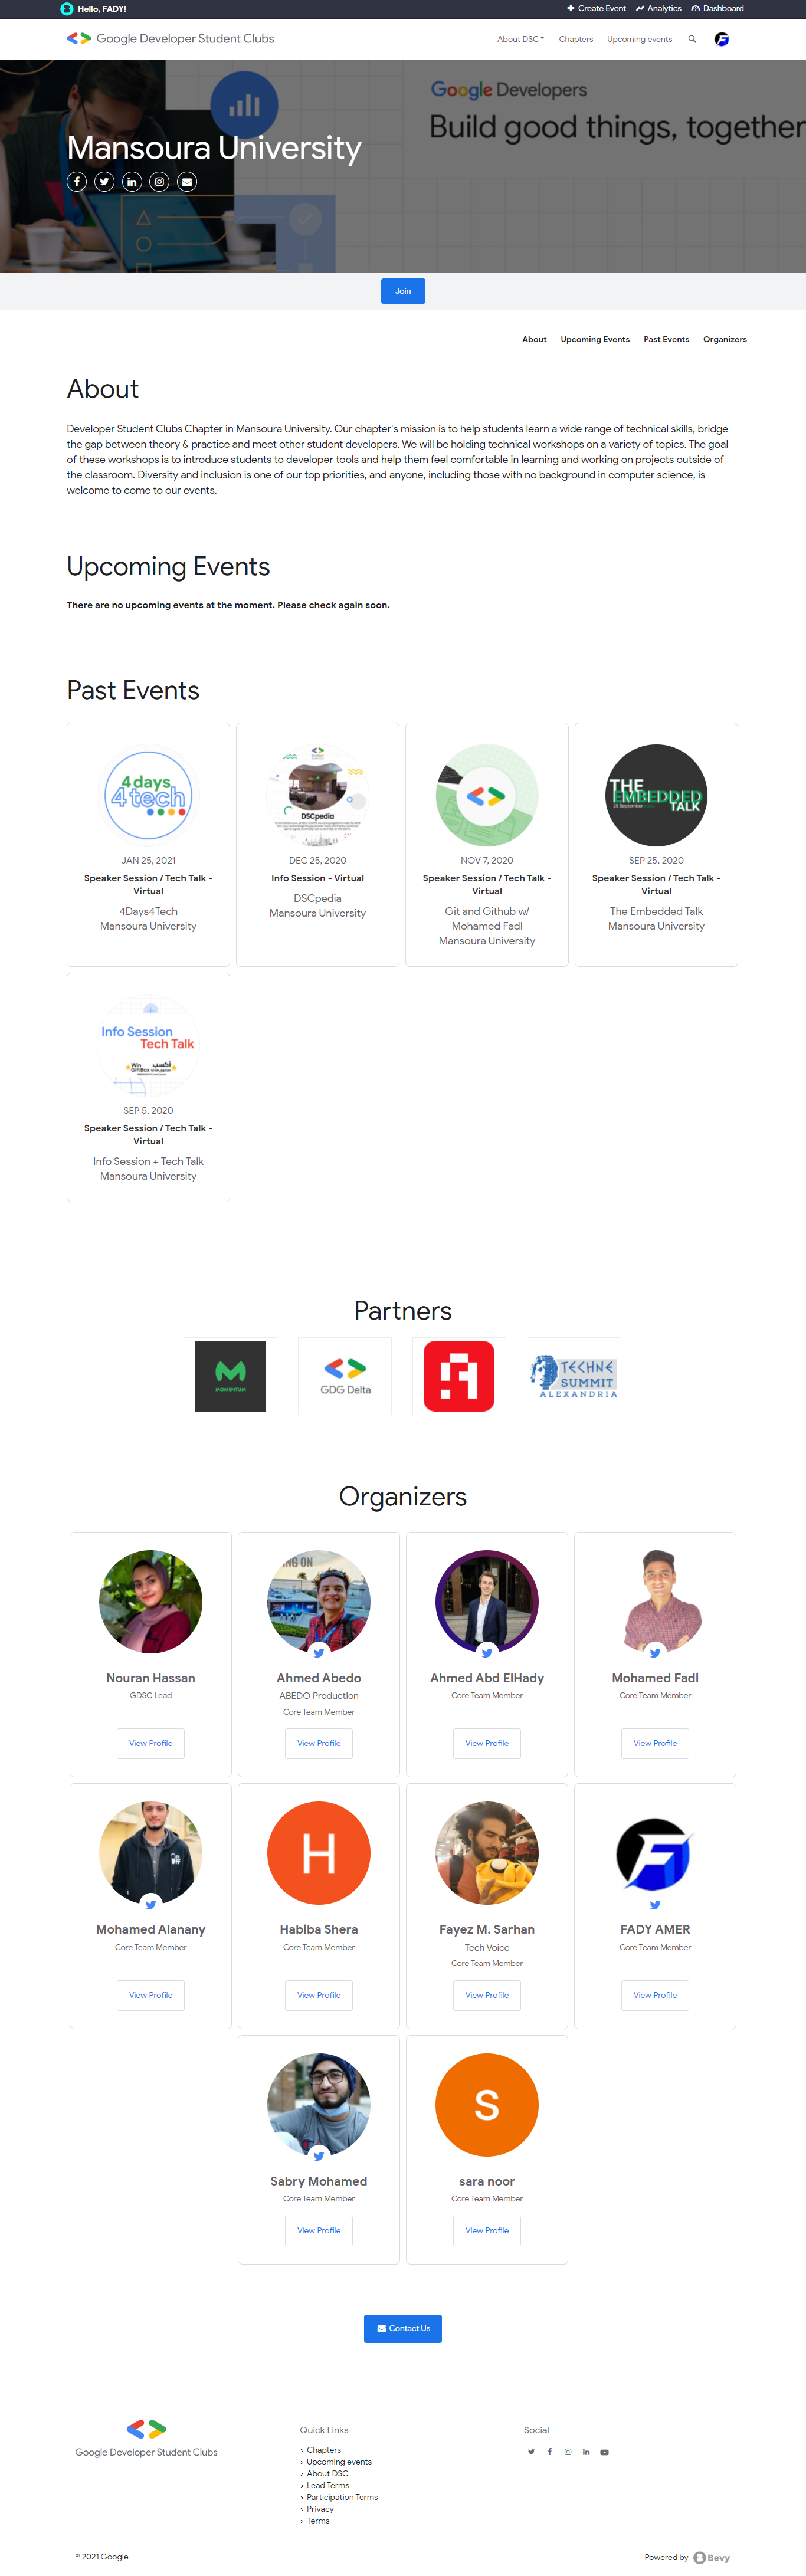 Hello, FADY!
Create Event Analytics Dashboard
Google Developer Student Clubs
About DSC Chapters Upcoming events
Google Developers
Build good things, together
Mansoura University
Join
About Upcoming Events Past Events Organizers
About
Developer Student Clubs Chapter in Mansoura University. Our chapter's mission is to help students learn a wide range of technical skills, bridge
the gap between theory & practice and meet other student developers. We will be holding technical workshops on a variety of topics. The goal
of these workshops is to introduce students to developer tools and help them feel comfortable in learning and working on projects outside of
the classroom. Diversity and inclusion is one of our top priorities, and anyone, including those with no background in computer science, is
welcome to come to our events.
Upcoming Events
There are no upcoming events at the moment. Please check again soon.
Past Events
4days
4tech
JAN 25, 2021
Speaker Session / Tech Talk -
Virtual
4Days4Tech
Mansoura University
DSCpedia
DEC 25, 2020
Info Session - Virtual
DSCpedia
Mansoura University
NOV 7, 2020
Speaker Session / Tech Talk -
Virtual
Git and Github w/
Mohamed Fadl
Mansoura University
THE
EMBEDDED
25 September
TALK
SEP 25, 2020
Speaker Session / Tech Talk -
Virtual
The Embedded Talk
Mansoura University
Info Session
Tech Talk
Win
GiftBox
أكسب
SEP 5, 2020
Speaker Session / Tech Talk -
Virtual
Info Session + Tech Talk
Mansoura University
Partners
MOMENTUM
GDG Delta
TECHNE
SUMMIT
ALEXANDRIA
Organizers
Nouran Hassan
GDSC Lead
View Profile
NG ON
Ahmed Abedo
ABEDO Production
Core Team Member
View Profile
Ahmed Abd ElHady
Core Team Member
View Profile
Mohamed Fadl
Core Team Member
View Profile
Mohamed Alanany
Core Team Member
View Profile
H
Habiba Shera
Core Team Member
View Profile
Fayez M. Sarhan
Tech Voice
Core Team Member
View Profile
F
FADY AMER
Core Team Member
View Profile
Sabry Mohamed
Core Team Member
View Profile
S
sara noor
Core Team Member
View Profile
Contact Us
Google Developer Student Clubs
Quick Links
› Chapters
› Upcoming events
› About DSC
› Lead Terms
› Participation Terms
› Privacy
› Terms
Social
© 2021 Google
Powered by Bevy